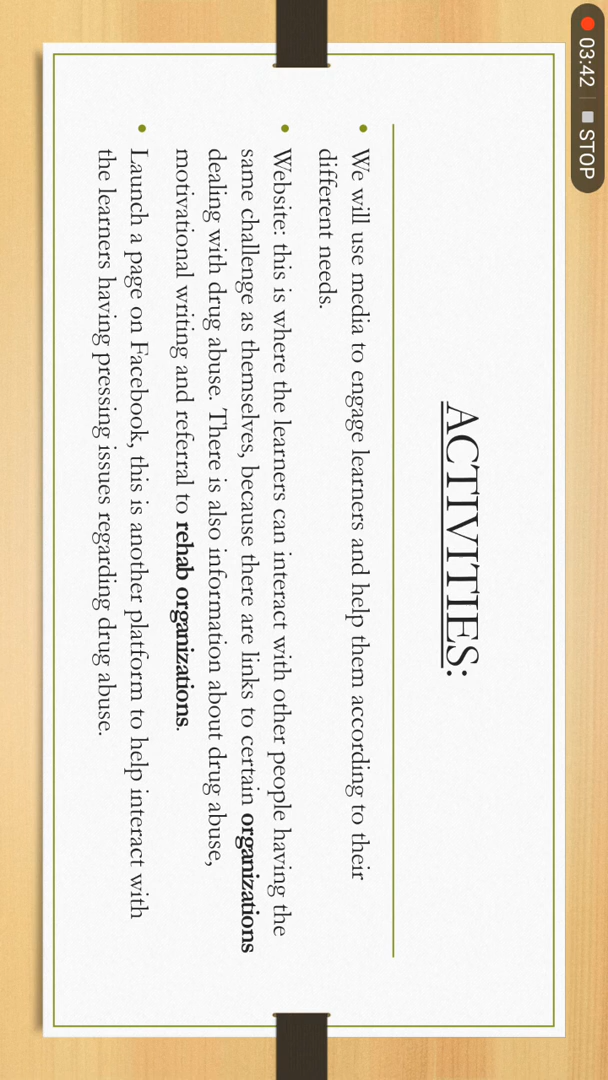 03:42 STOP
ACTIVITIES:
• We will use media to engage learners and help them according to their
different needs.
• Website: this is where the learners can interact with other people having the
same challenge as themselves, because there are links to certain organizations
dealing with drug abuse. There is also information about drug abuse,
motivational writing and referral to rehab organizations.
• Launch a page on Facebook, this is another platform to help interact with
the learners having pressing issues regarding drug abuse.